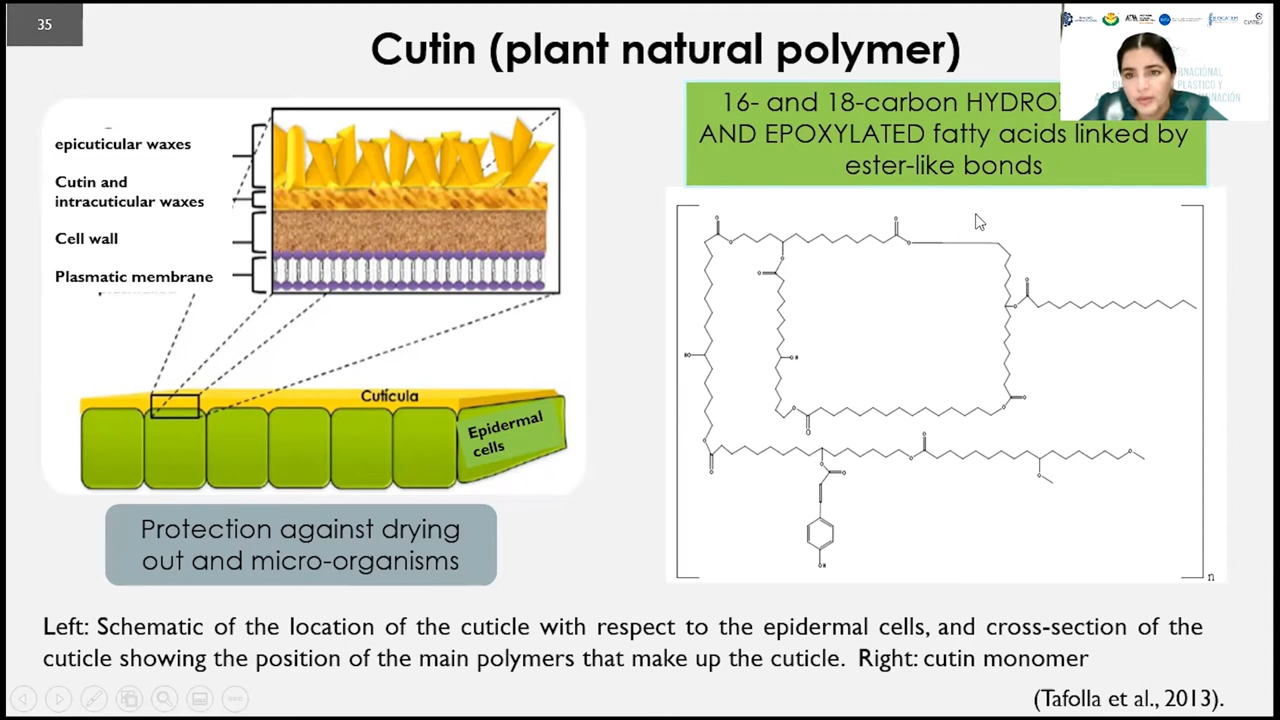 35
Cutin (plant natural polymer)
epicuticular waxes
Cutin and
intracuticular waxes
Cell wall
Plasmatic membrane
Cutícula
Epidermal
cells
Protection against drying
out and micro-organisms
16- and 18-carbon
AND EPOXYLATED fatty acids linked by
ester-like bonds
O
O
O
O
O
O
O
O
HO
OH
O
O
O
O
O
O
O
O
O
O
O
O
O
OH
n
Left: Schematic of the location of the cuticle with respect to the epidermal cells, and cross-section of the
cuticle showing the position of the main polymers that make up the cuticle. Right: cutin monomer
(Tafolla et al., 2013).